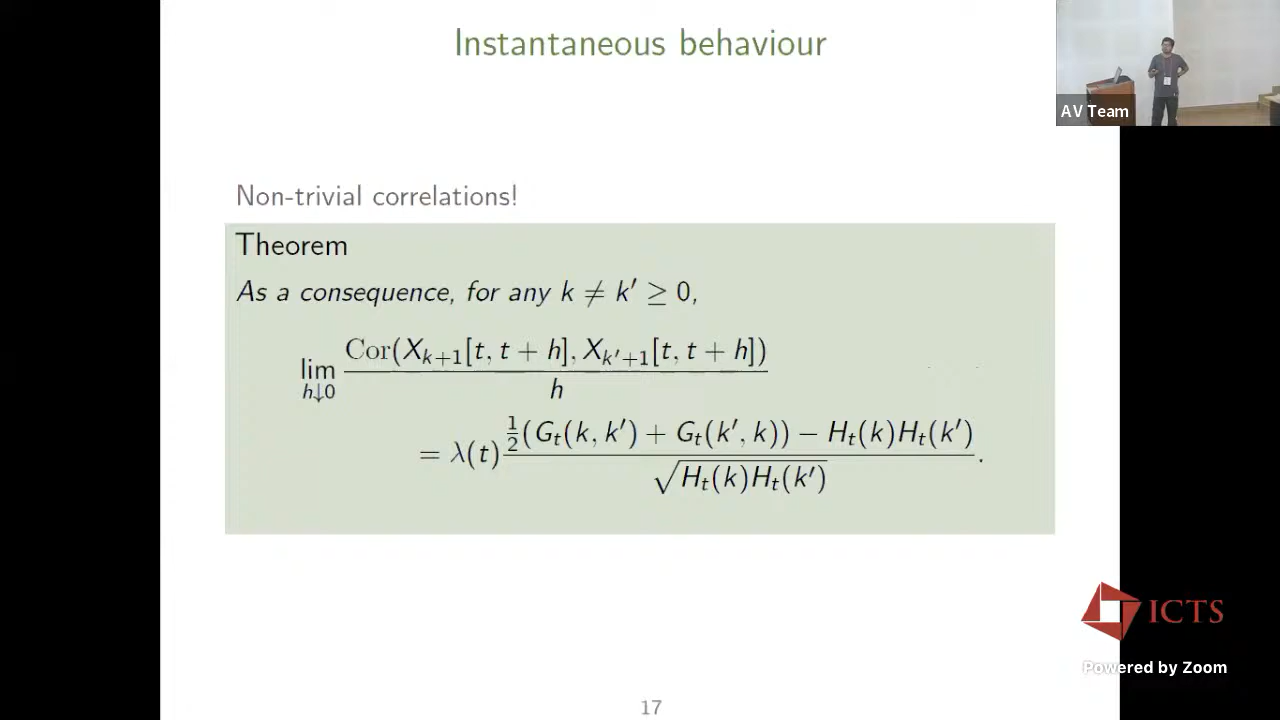 Instantaneous behaviour
AV Team
Non-trivial correlations!
Theorem
As a consequence, for any k ≠ k′ ≥ 0,
lim_{h↓0} Cor(X_{k+1}[t, t + h], X_{k′+1}[t, t + h]) / h
= λ(t) (½(G_t(k, k′) + G_t(k′, k)) − H_t(k)H_t(k′)) / √(H_t(k)H_t(k′)).
ICTS
Powered by Zoom
17